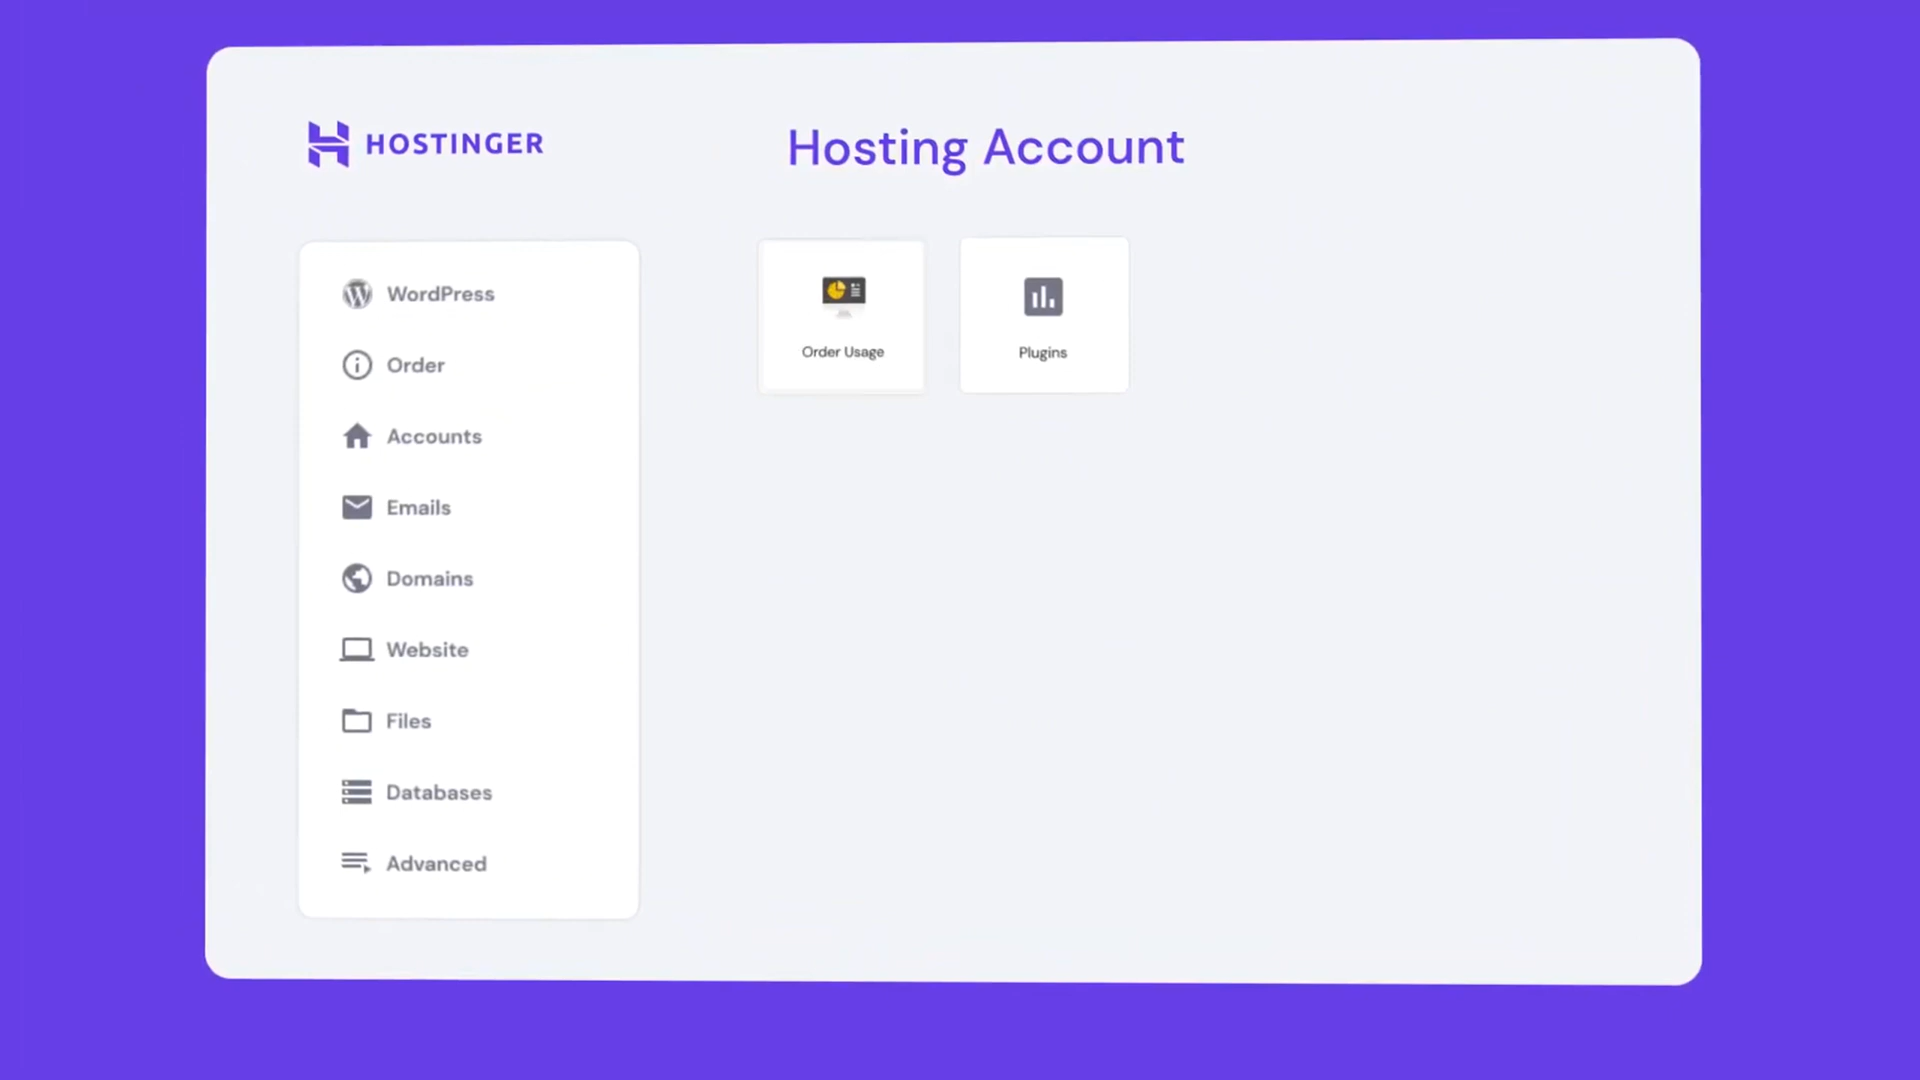 HOSTINGER
Hosting Account
WordPress
Order
Accounts
Emails
Domains
Website
Files
Databases
Advanced
Order Usage
Plugins